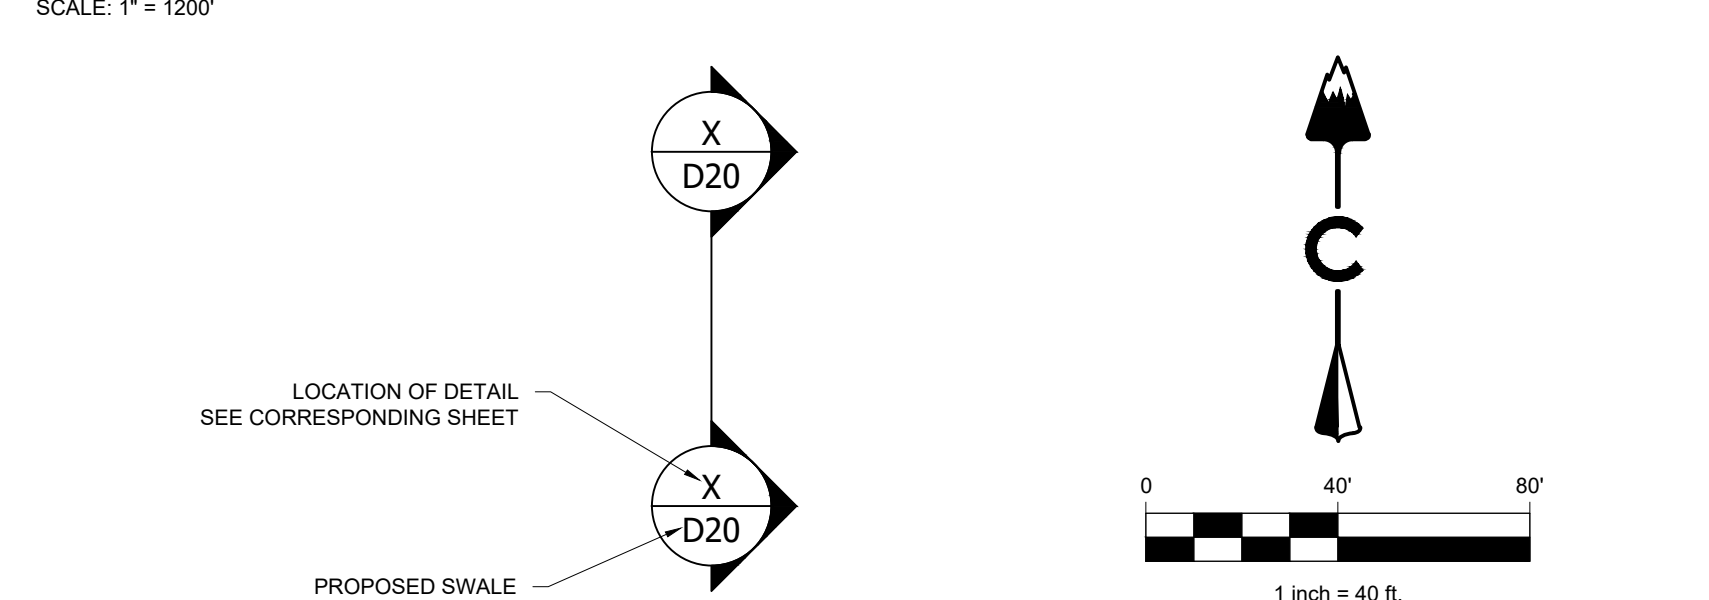 SCALE: 1" = 1200'
X
D20
C
LOCATION OF DETAIL
SEE CORRESPONDING SHEET
X
D20
PROPOSED SWALE
0 40' 80'
1 inch = 40 ft.